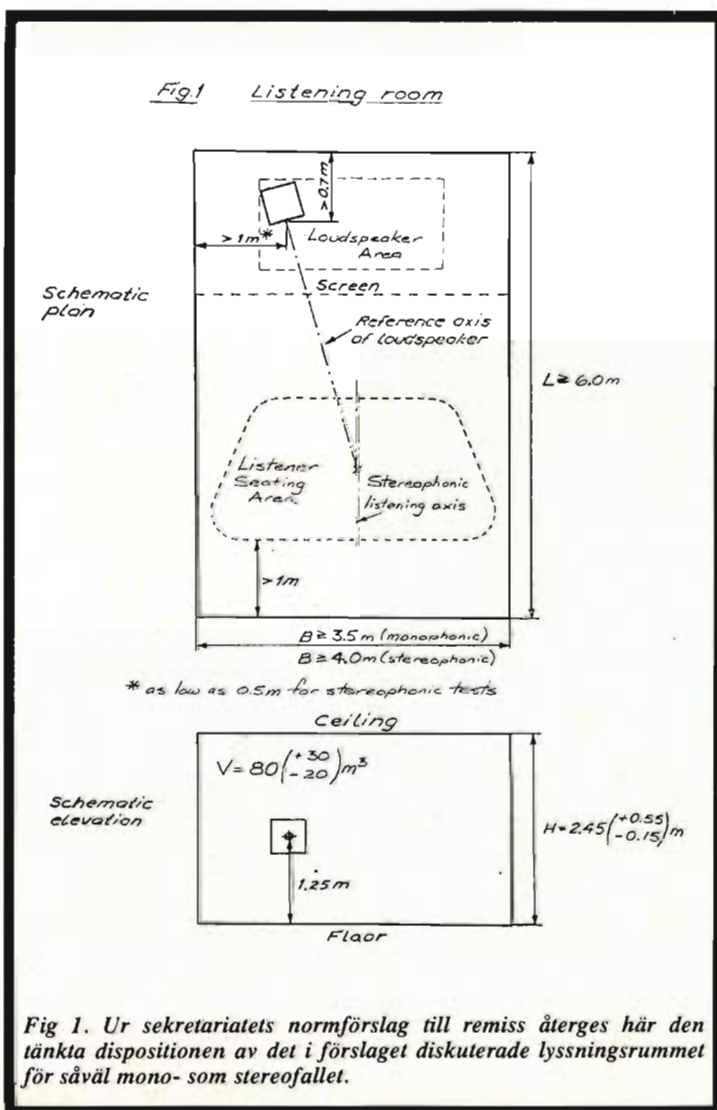 Fig.1 Listening room
>0.7m
>1m*
Loudspeaker
Area
Screen
Schematic
plan
Reference axis
of loudspeaker
L ≥ 6.0m
Listener
Seating
Area
Stereophonic
listening axis
>1m
B ≥ 3.5m (monophonic)
B ≥ 4.0m (stereophonic)
* as low as 0.5m for stereophonic tests
Ceiling
V = 80 (+30 -20) m³
Schematic
elevation
H = 2.45 (+0.55 -0.15) m
1.25m
Floor
Fig 1. Ur sekretariatets normförslag till remiss återges här den
tänkta dispositionen av det i förslaget diskuterade lyssningsrummet
för såväl mono- som stereofallet.